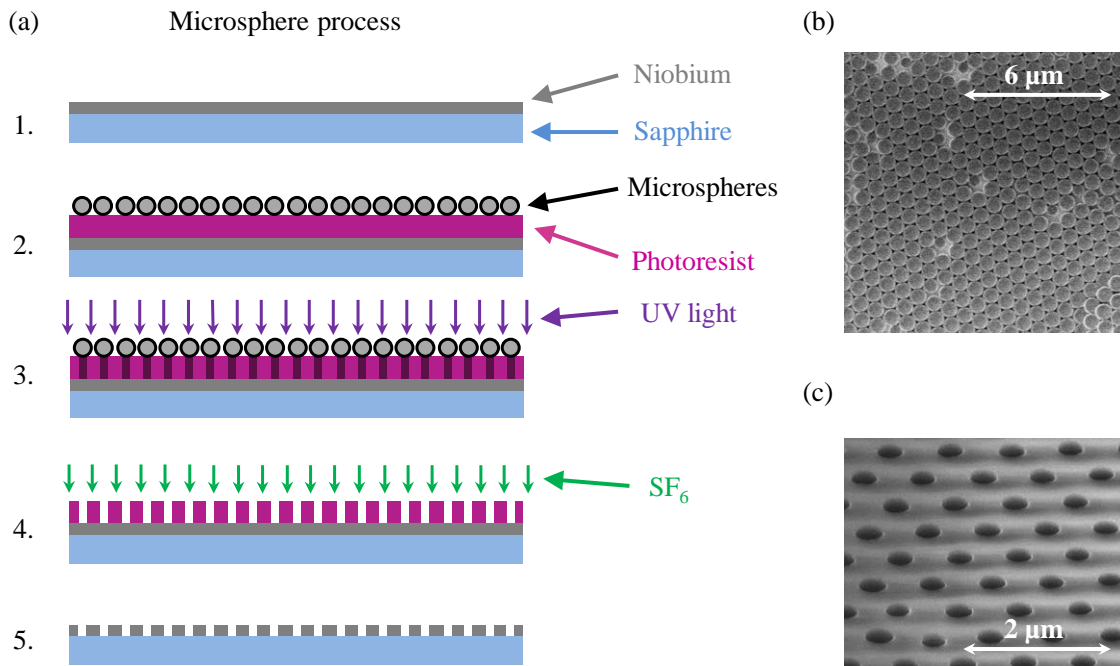 (a)
Microsphere process
Niobium
1.
Sapphire
Microspheres
2.
Photoresist
UV light
3.
SF₆
4.
5.
(b)
6 µm
(c)
2 µm